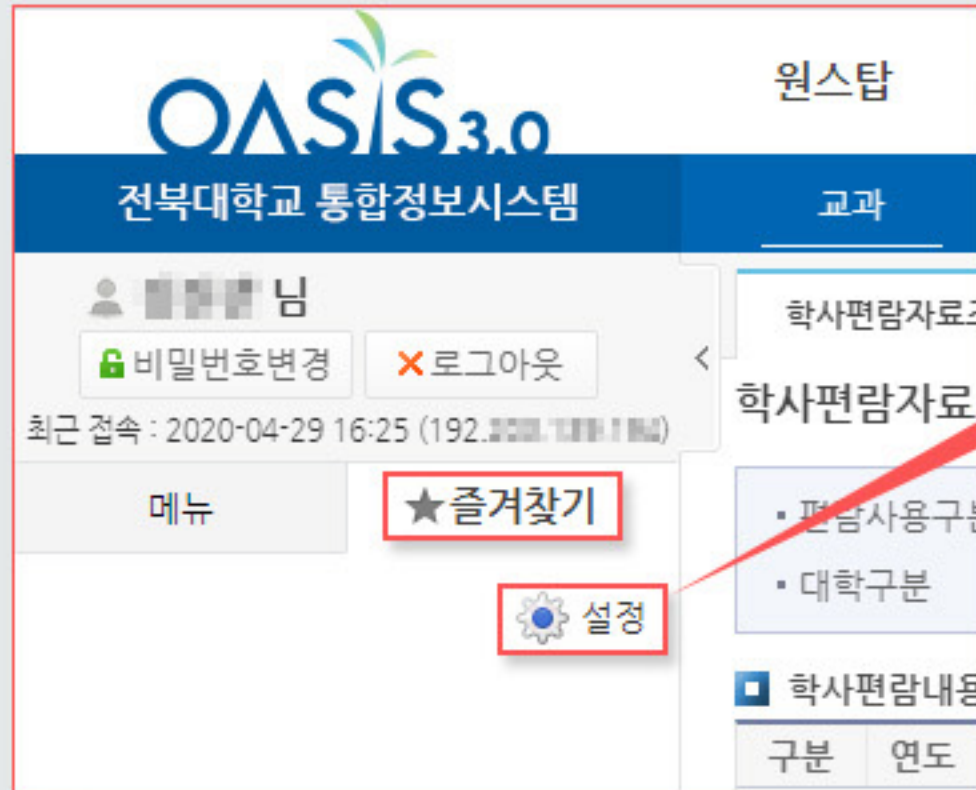 OASIS 3.0
원스탑
전북대학교 통합정보시스템
교과
님
비밀번호변경
로그아웃
최근 접속 : 2020-04-29 16:25 (192.
메뉴
★즐겨찾기
설정
학사편람자료
학사편람자료
▪ 편람사용구분
▪ 대학구분
학사편람내용
구분 연도